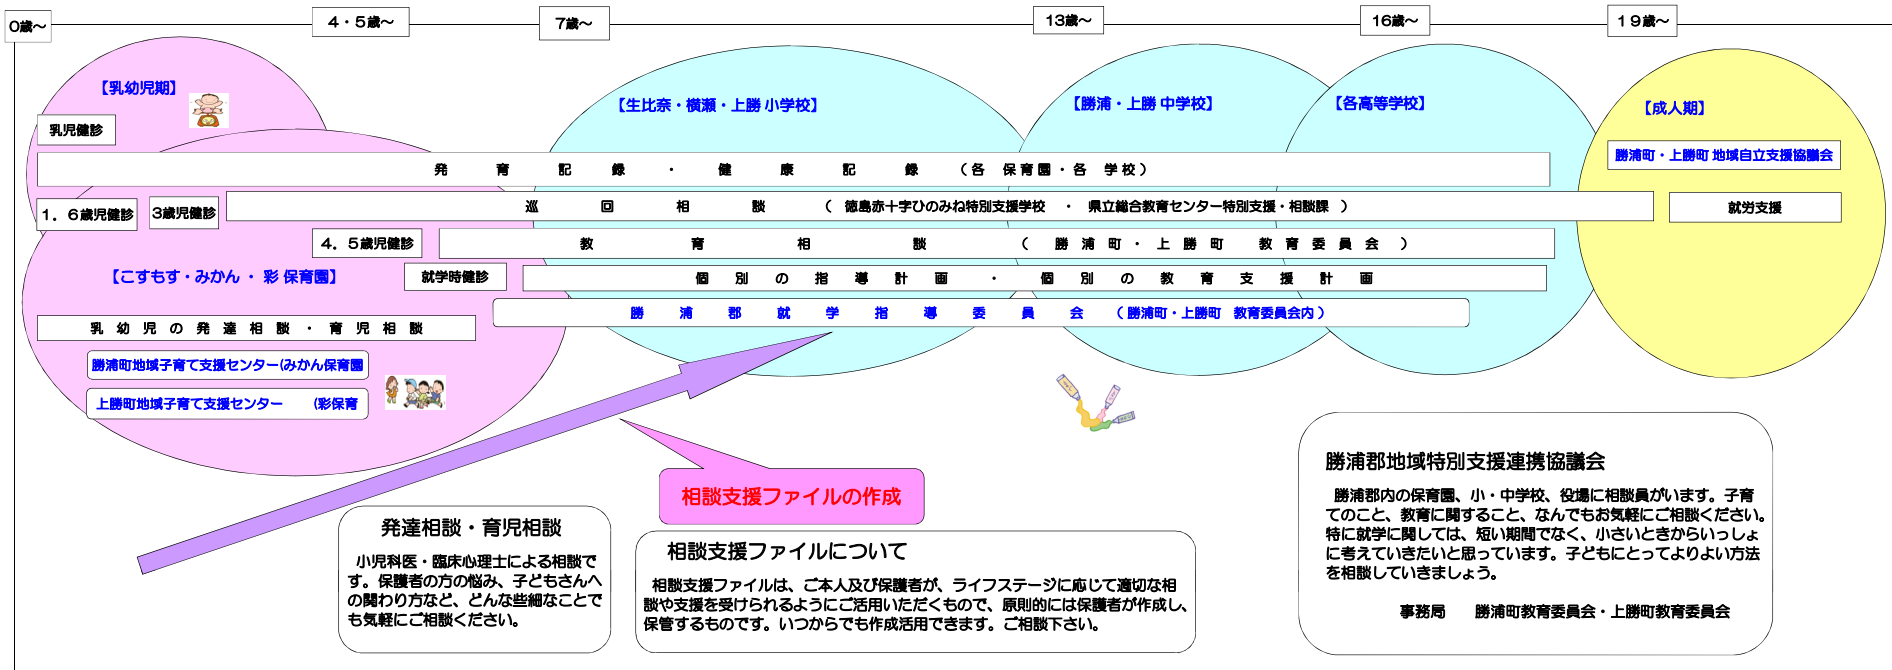 0歳～
４・５歳～
7歳～
13歳～
16歳～
１９歳～
【乳幼児期】
【生比奈・横瀬・上勝 小学校】
【勝浦・上勝 中学校】
【各高等学校】
【成人期】
乳児健診
勝浦町・上勝町 地域自立支援協議会
発 育 記 録 ・ 健 康 記 録 （各 保育園・各 学校）
１．６歳児健診
3歳児健診
巡 回 相 談 （ 徳島赤十字ひのみね特別支援学校 ・ 県立総合教育センター特別支援・相談課 ）
就労支援
４．５歳児健診
教 育 相 談 （ 勝 浦 町 ・ 上 勝 町 教 育 委 員 会 ）
【こすもす・みかん ・ 彩 保育園】
就学時健診
個 別 の 指 導 計 画 ・ 個 別 の 教 育 支 援 計 画
勝 浦 郡 就 学 指 導 委 員 会 （ 勝浦町・上勝町 教育委員会内 ）
乳 幼 児 の 発 達 相 談 ・ 育 児 相 談
勝浦町地域子育て支援センター(みかん保育園
上勝町地域子育て支援センター (彩保育
相談支援ファイルの作成
発達相談・育児相談
小児科医・臨床心理士による相談で
す。保護者の方の悩み、子どもさんへ
の関わり方など、どんな些細なことで
も気軽にご相談ください。
相談支援ファイルについて
相談支援ファイルは、ご本人及び保護者が、ライフステージに応じて適切な相
談や支援を受けられるようにご活用いただくもので、原則的には保護者が作成し、
保管するものです。いつからでも作成活用できます。ご相談下さい。
勝浦郡地域特別支援連携協議会
勝浦郡内の保育園、小・中学校、役場に相談員がいます。子育
てのこと、教育に関すること、なんでもお気軽にご相談ください。
特に就学に関しては、短い期間でなく、小さいときからいっしょ
に考えていきたいと思っています。子どもにとってよりよい方法
を相談していきましょう。
事務局 勝浦町教育委員会・上勝町教育委員会